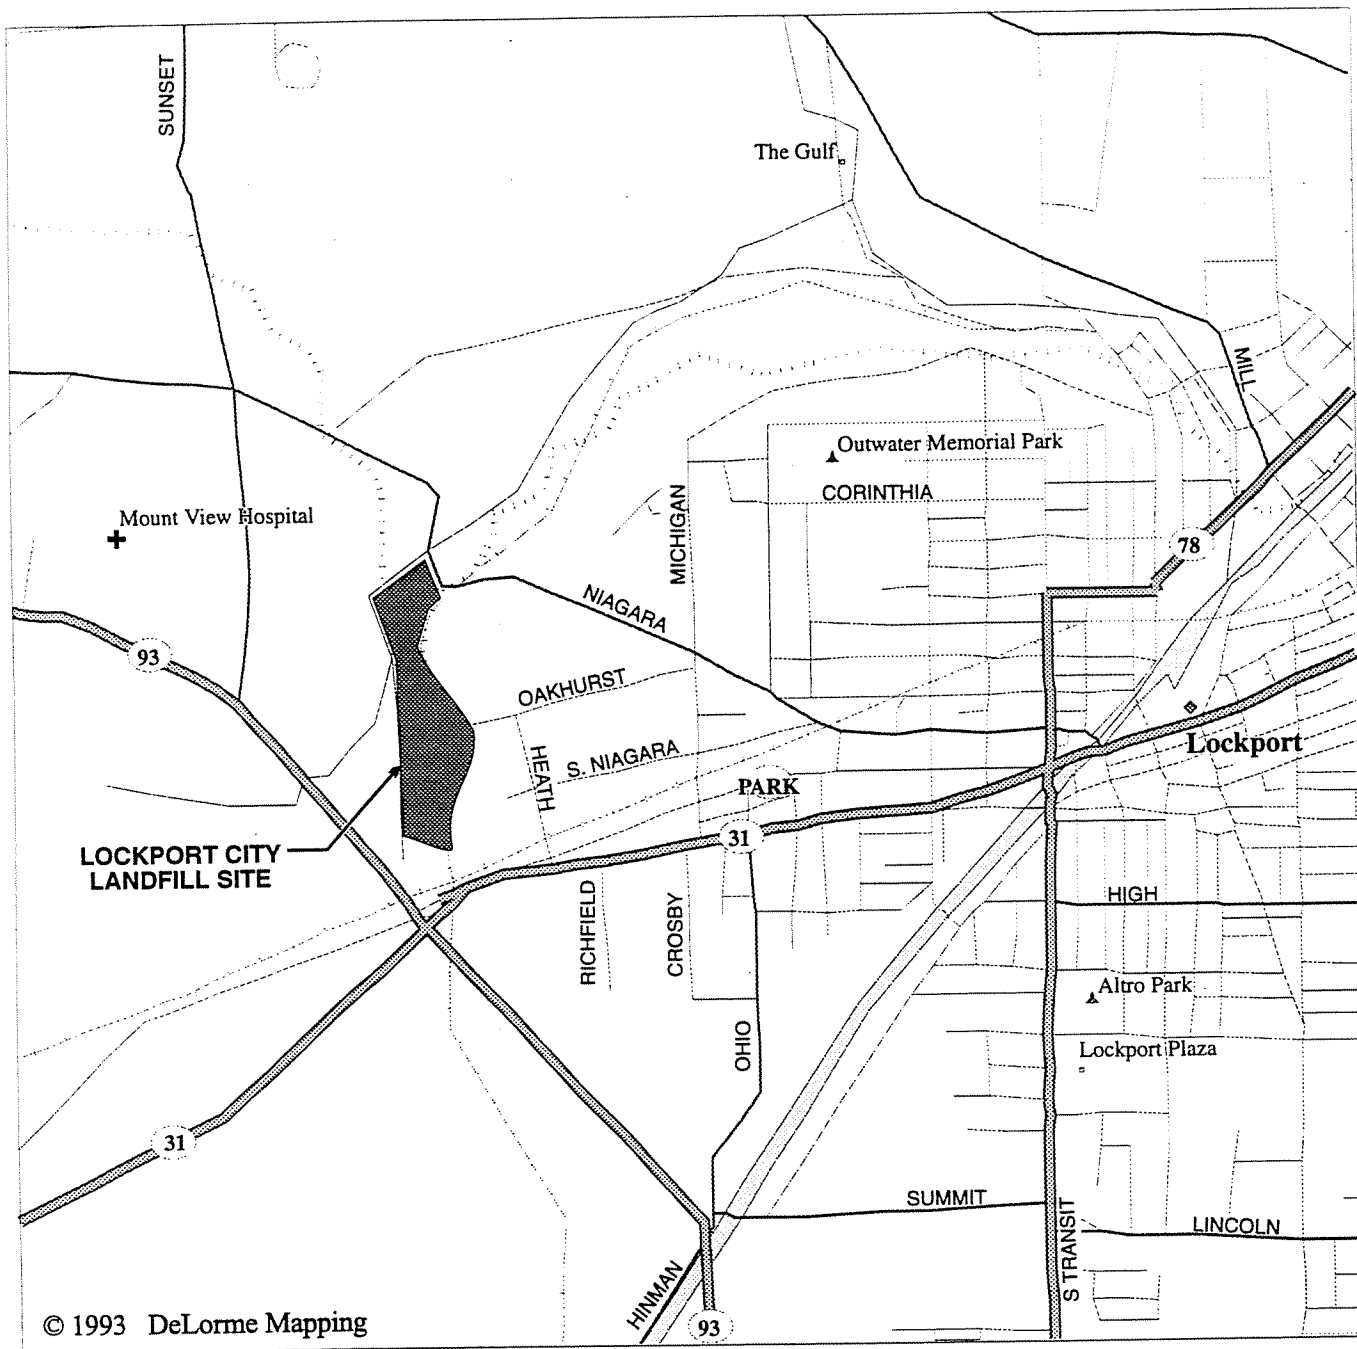 SUNSET
The Gulf
MILL
Outwater Memorial Park
CORINTHIA
MICHIGAN
Mount View Hospital
78
NIAGARA
93
OAKHURST
HEATH
S. NIAGARA
PARK
Lockport
31
LOCKPORT CITY
LANDFILL SITE
RICHFIELD
CROSBY
HIGH
Altro Park
OHIO
Lockport Plaza
31
SUMMIT
S TRANSIT
LINCOLN
HINMAN
93
© 1993 DeLorme Mapping